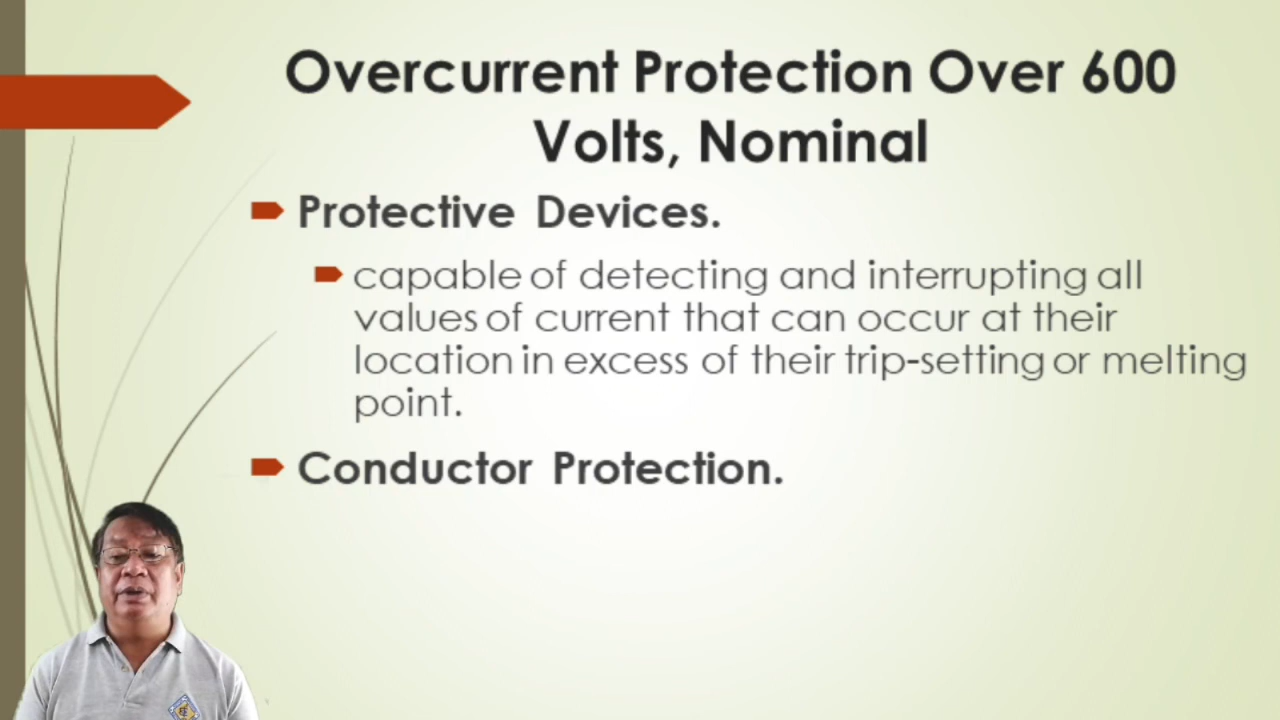 Overcurrent Protection Over 600
Volts, Nominal
Protective Devices.
capable of detecting and interrupting all
values of current that can occur at their
location in excess of their trip-setting or melting
point.
Conductor Protection.